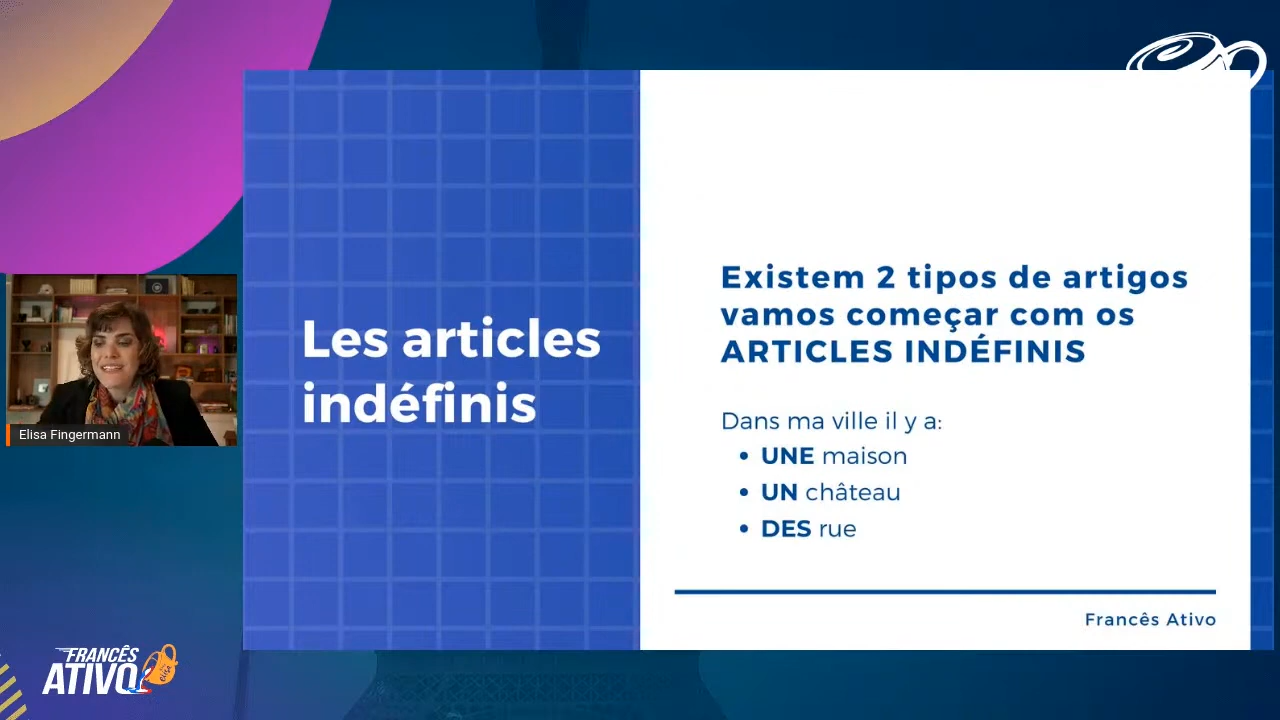 Les articles
indéfinis
Existem 2 tipos de artigos
vamos começar com os
ARTICLES INDÉFINIS
Dans ma ville il y a:
UNE maison
UN château
DES rue
Francês Ativo
Elisa Fingermann
FRANCÊS
ATIVO